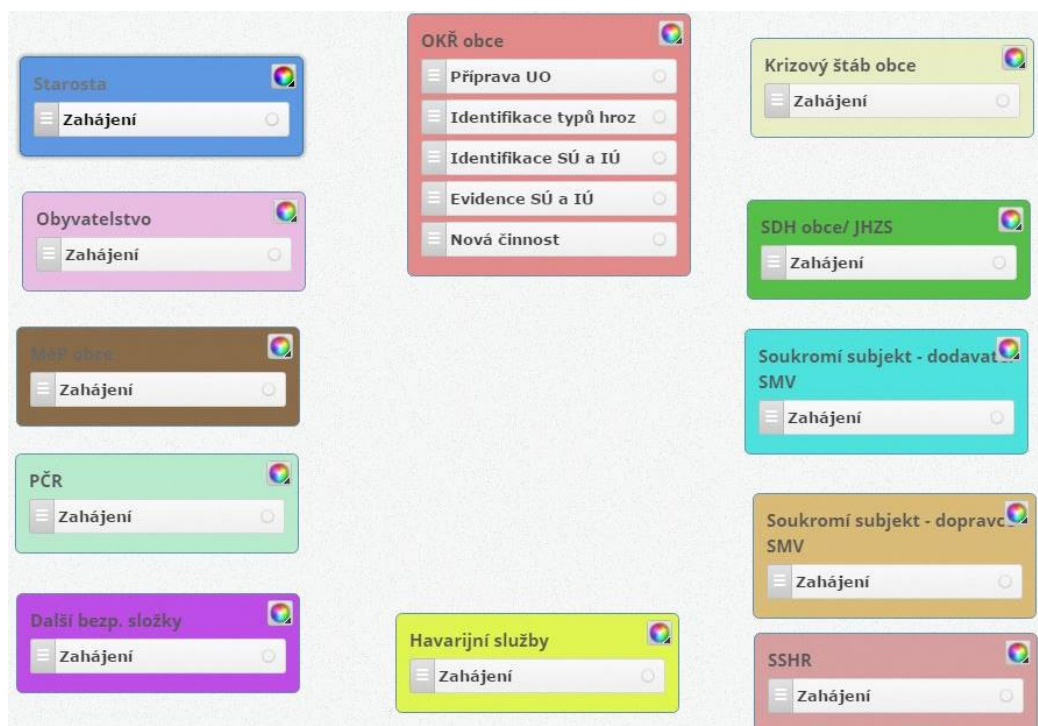 Starosta
Zahájení
Obyvatelstvo
Zahájení
MěP obce
Zahájení
PČR
Zahájení
Další bezp. složky
Zahájení
OKŘ obce
Příprava UO
Identifikace typů hroz
Identifikace SÚ a IÚ
Evidence SÚ a IÚ
Nová činnost
Havarijní služby
Zahájení
Krizový štáb obce
Zahájení
SDH obce/ JHZS
Zahájení
Soukromí subjekt - dodavat
SMV
Zahájení
Soukromí subjekt - dopravc
SMV
Zahájení
SSHR
Zahájení